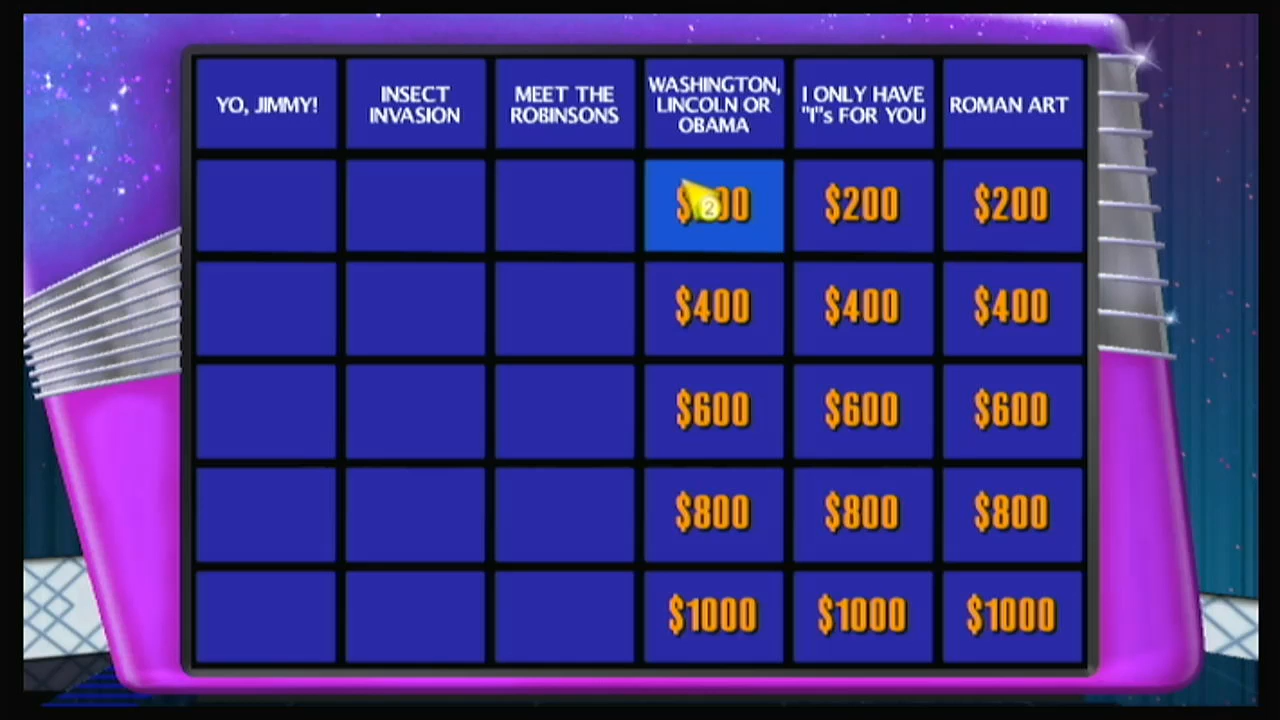 YO, JIMMY!
INSECT
INVASION
MEET THE
ROBINSONS
WASHINGTON,
LINCOLN OR
OBAMA
I ONLY HAVE
"I"s FOR YOU
ROMAN ART
2
$200 $200
$400 $400 $400
$600 $600 $600
$800 $800 $800
$1000 $1000 $1000